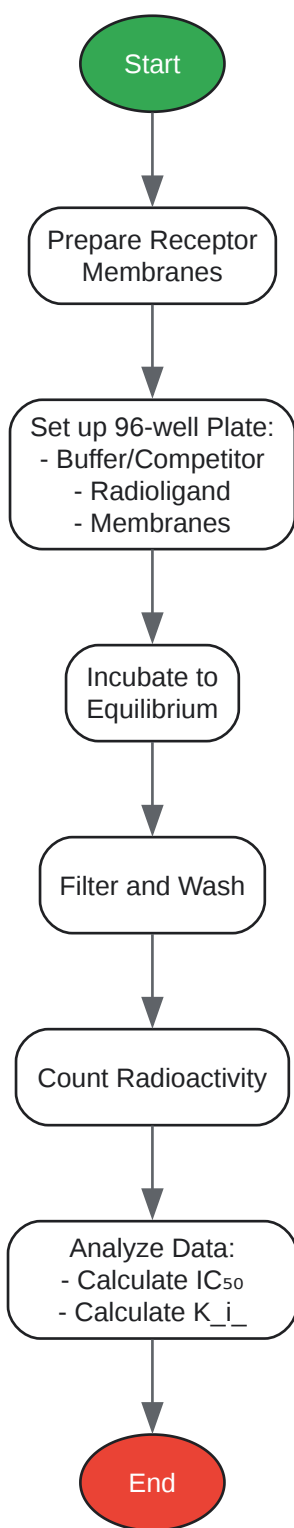 Start
Prepare Receptor
Membranes
Set up 96-well Plate:
- Buffer/Competitor
- Radioligand
- Membranes
Incubate to
Equilibrium
Filter and Wash
Count Radioactivity
Analyze Data:
- Calculate IC₅₀
- Calculate K_i_
End